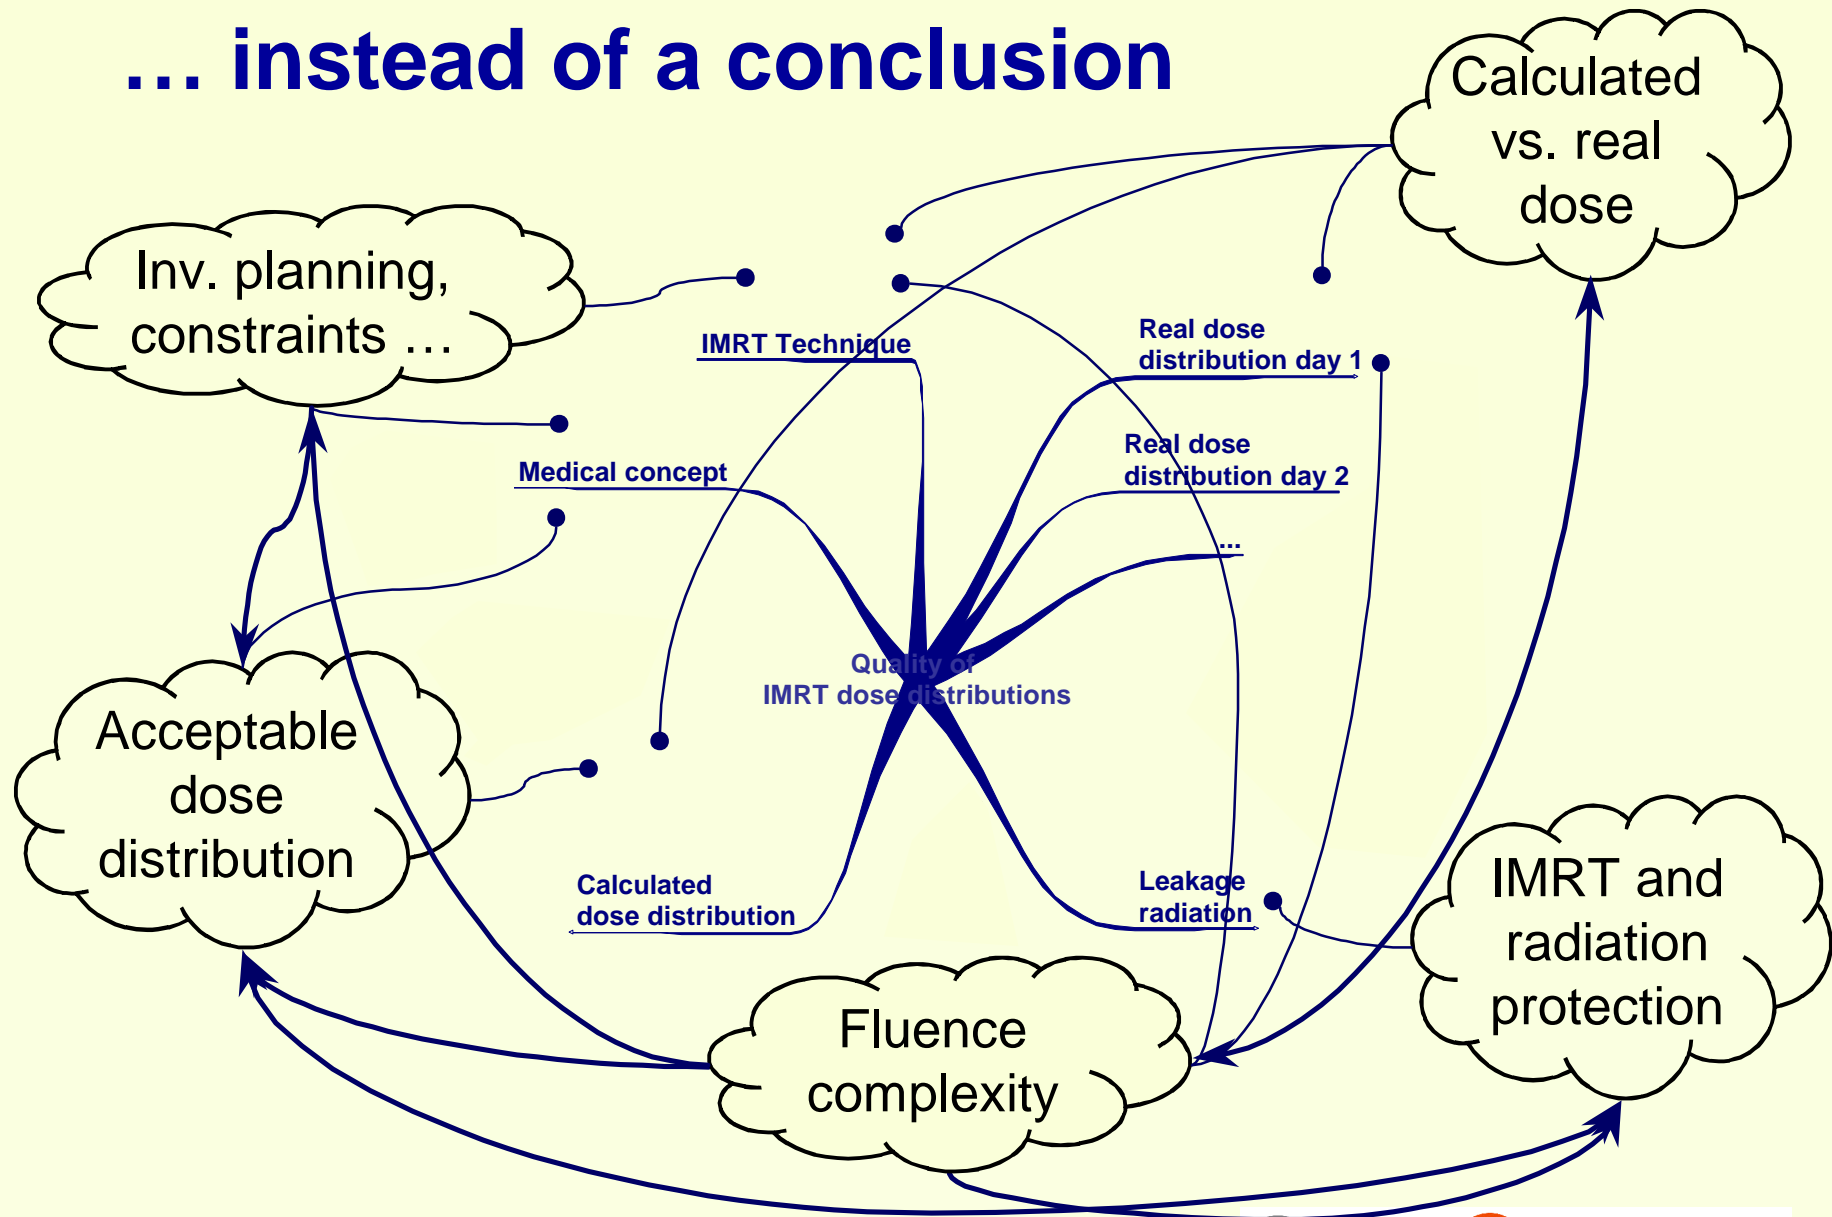 … instead of a conclusion
Calculated
vs. real
dose
Inv. planning,
constraints …
IMRT Technique
Real dose
distribution day 1
Medical concept
Real dose
distribution day 2
...
Quality of
IMRT dose distributions
Acceptable
dose
distribution
Calculated
dose distribution
Leakage
radiation
IMRT and
radiation
protection
Fluence
complexity